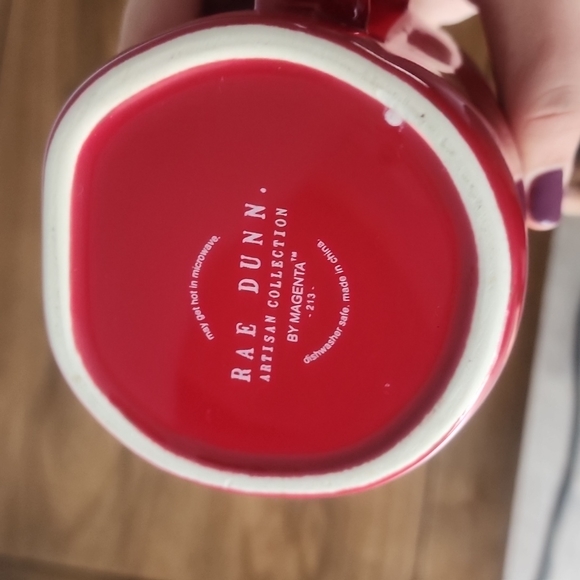 may get hot in microwave.
RAE DUNN.
ARTISAN COLLECTION
BY MAGENTA™
- 213 -
dishwasher safe. made in china.